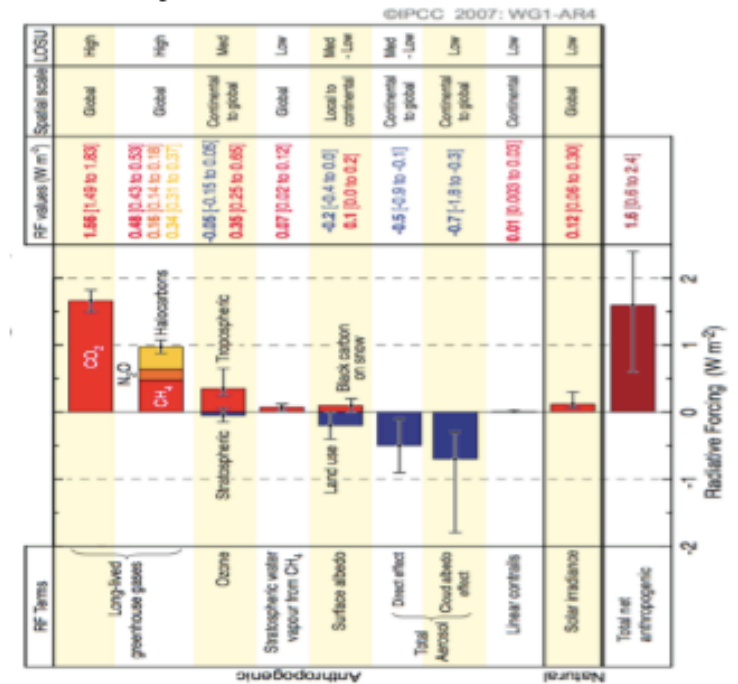 ©IPCC 2007: WG1-AR4
RF Terms
RF values (W m-2)
Spatial scale
LOSU
Anthropogenic
Long-lived
greenhouse gases
CO2
1.66 [1.49 to 1.83]
Global
High
N2O
CH4
Halocarbons
0.48 [0.43 to 0.53]
0.16 [0.14 to 0.18]
0.34 [0.31 to 0.37]
Global
High
Ozone
Stratospheric
Tropospheric
-0.05 [-0.15 to 0.05]
0.35 [0.25 to 0.65]
Continental
to global
Med
Stratospheric water
vapour from CH4
0.07 [0.02 to 0.12]
Global
Low
Surface albedo
Land use
Black carbon
on snow
-0.2 [-0.4 to 0.0]
0.1 [0.0 to 0.2]
Local to
continental
Med
- Low
Total
Aerosol
Direct effect
-0.5 [-0.9 to -0.1]
Continental
to global
Med
- Low
Cloud albedo
effect
-0.7 [-1.8 to -0.3]
Continental
to global
Low
Linear contrails
0.01 [0.003 to 0.03]
Continental
Low
Natural
Solar irradiance
0.12 [0.06 to 0.30]
Global
Low
Total net
anthropogenic
1.6 [0.6 to 2.4]
-2 -1 0 1 2
Radiative Forcing (W m-2)